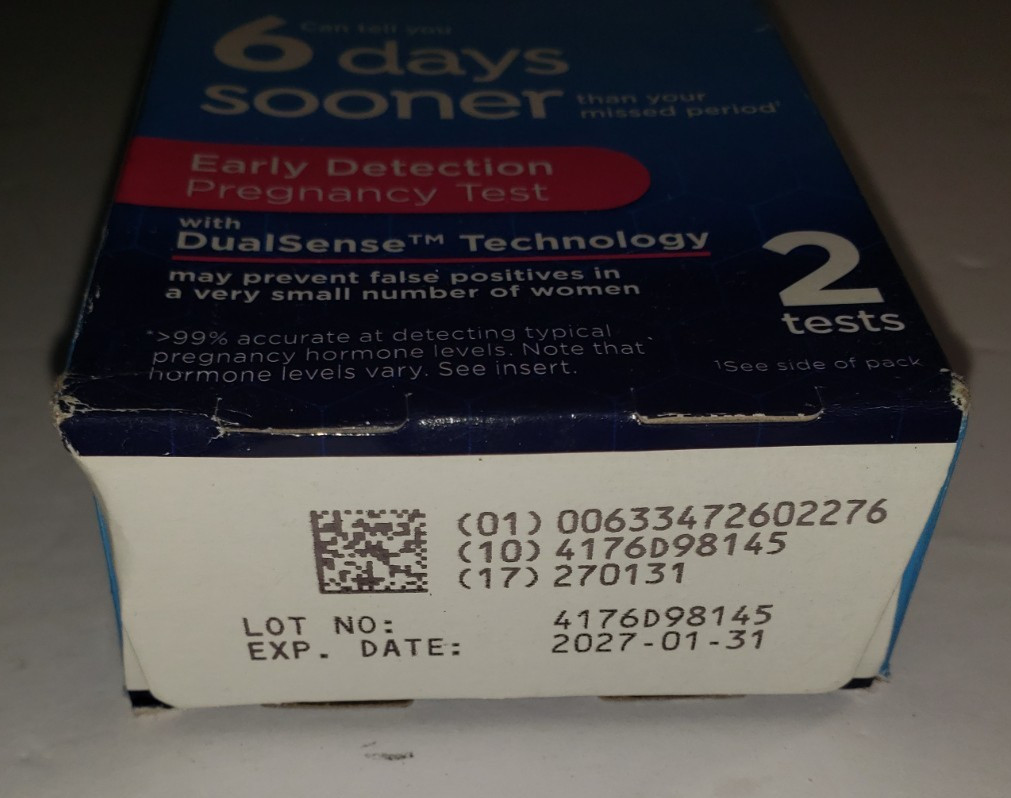 Can tell you
6 days
sooner than your
missed period¹
Early Detection
Pregnancy Test
with
DualSense™ Technology
may prevent false positives in
a very small number of women
2
tests
*>99% accurate at detecting typical
pregnancy hormone levels. Note that
hormone levels vary. See insert.
¹See side of pack
(01) 00633472602276
(10) 4176D98145
(17) 270131
LOT NO: 4176D98145
EXP. DATE: 2027-01-31